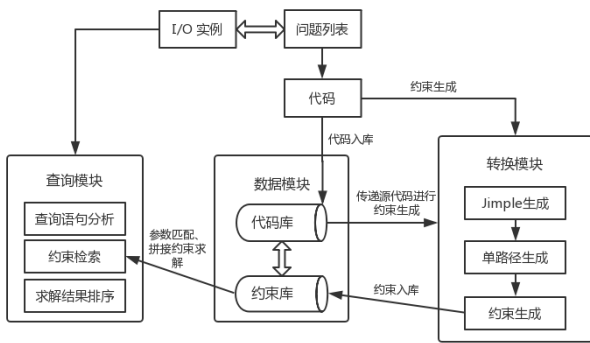 I/O 实例
问题列表
代码
约束生成
代码入库
查询模块
查询语句分析
约束检索
求解结果排序
参数匹配、
拼接约束求
解
数据模块
代码库
约束库
传递源代码进行
约束生成
约束入库
转换模块
Jimple生成
单路径生成
约束生成